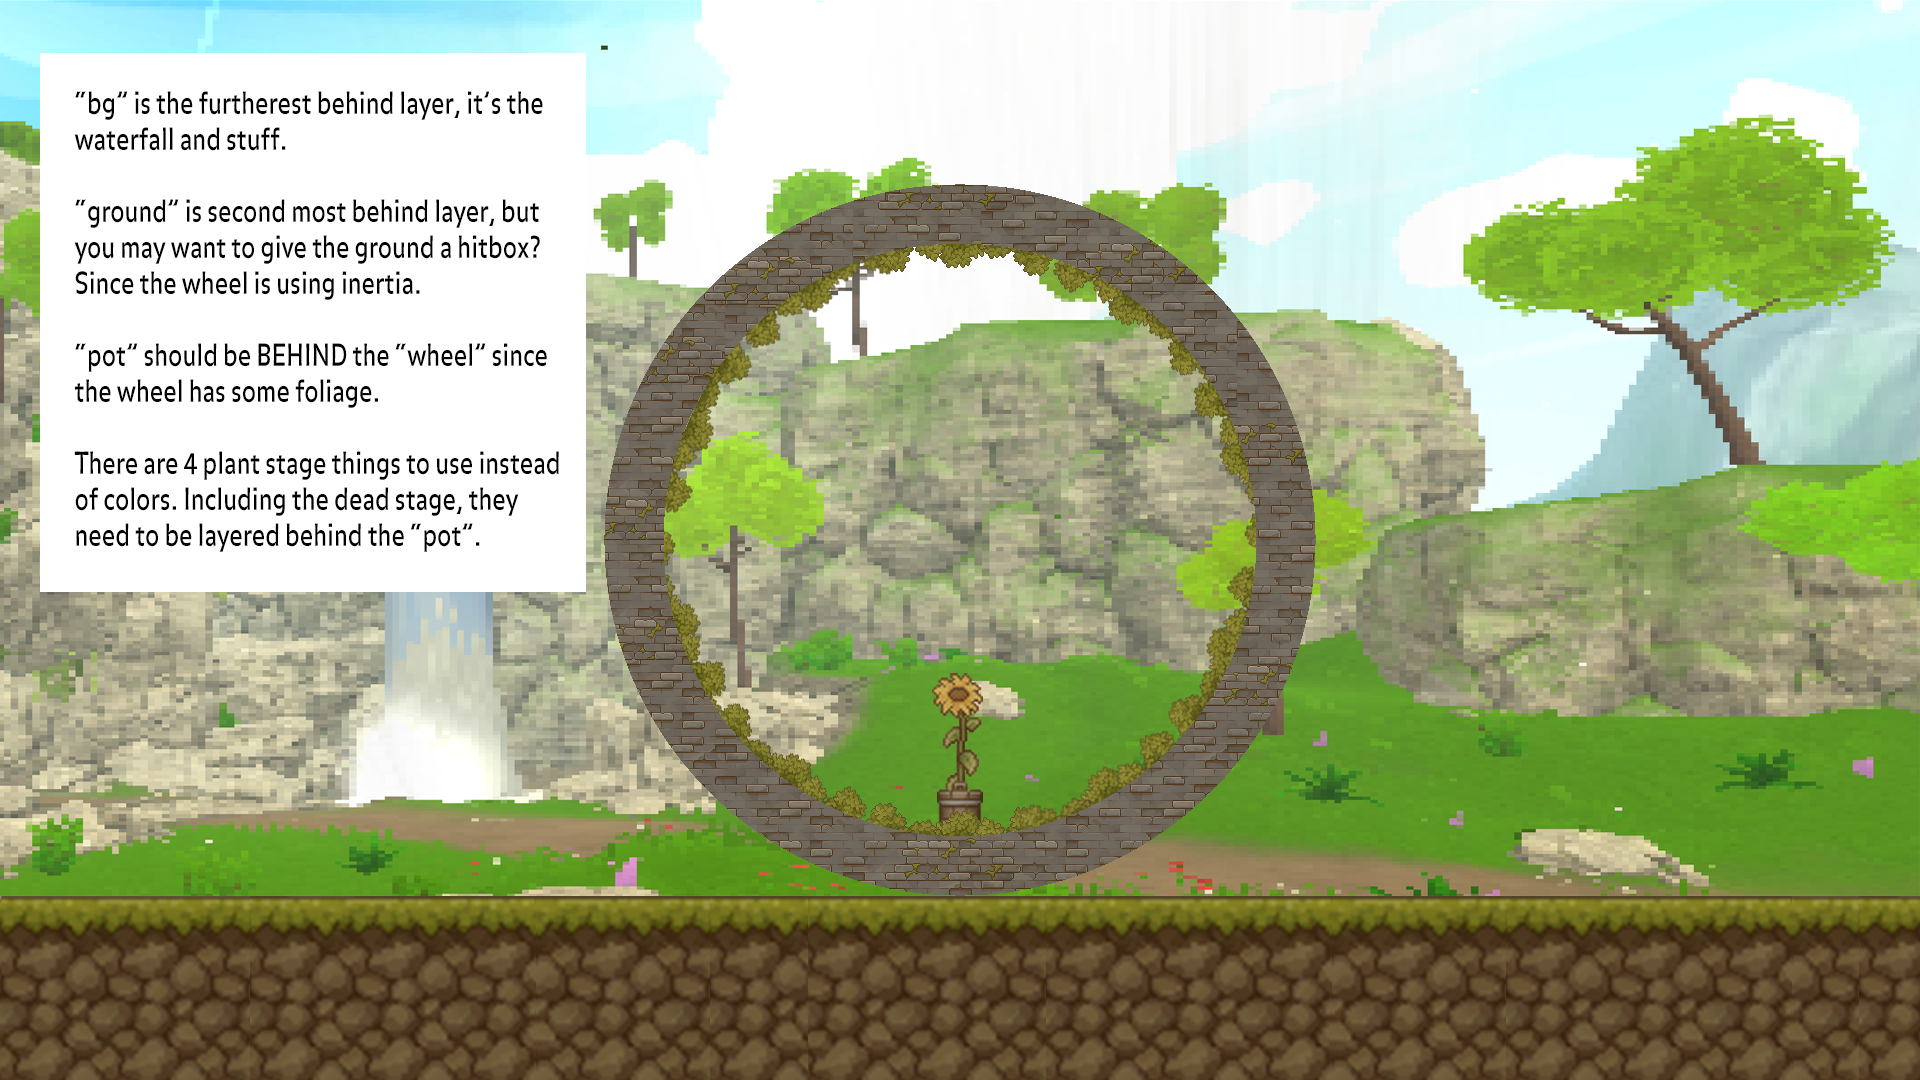 "bg" is the furtherest behind layer, it's the
waterfall and stuff.
"ground" is second most behind layer, but
you may want to give the ground a hitbox?
Since the wheel is using inertia.
"pot" should be BEHIND the "wheel" since
the wheel has some foliage.
There are 4 plant stage things to use instead
of colors. Including the dead stage, they
need to be layered behind the "pot".